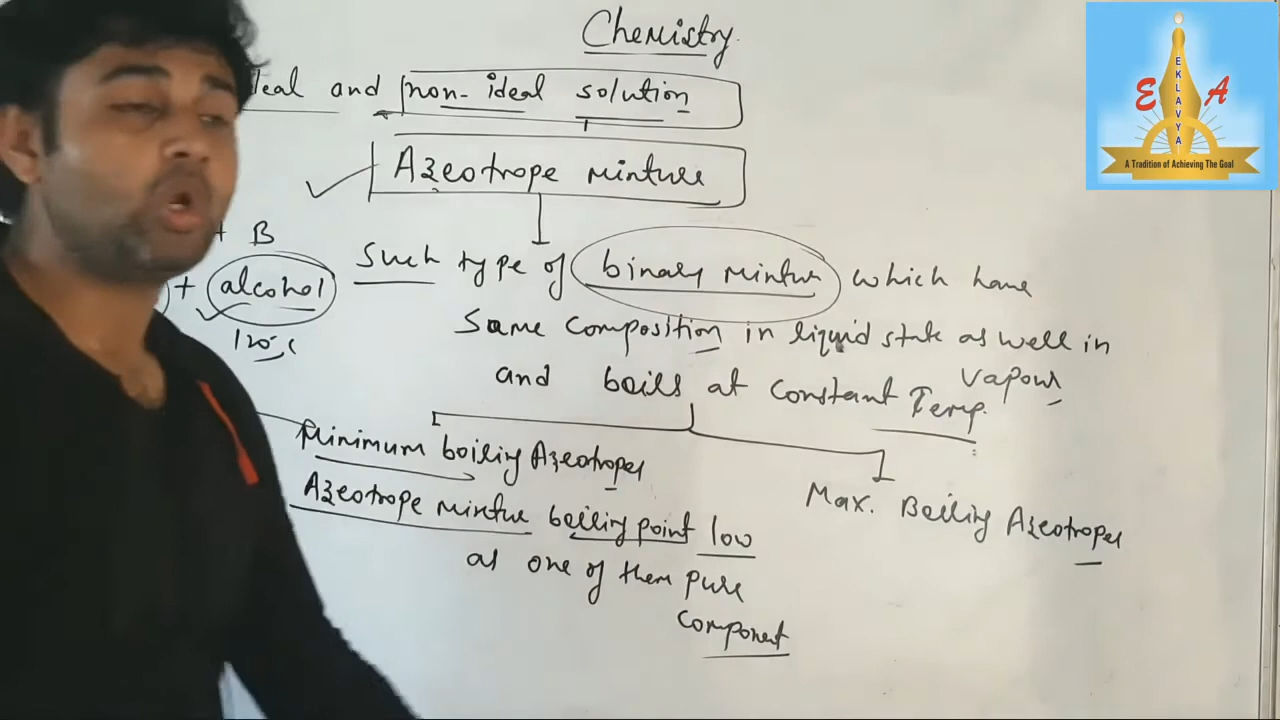 Chemistry
deal and non-ideal solution
Azeotrope mixture
+ B
+ alcohol
120°C
Such type of binary mixture which have
Same composition in liquid state as well in
vapour
and boils at constant Temp.
Minimum boiling Azeotropes
Azeotrope mixture boiling point low
as one of them pure
component
Max. Boiling Azeotropes
E A
EKLAVYA
A Tradition of Achieving The Goal